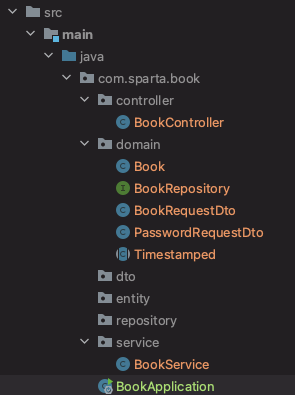 src
main
java
com.sparta.book
controller
C BookController
domain
C Book
I BookRepository
C BookRequestDto
C PasswordRequestDto
C Timestamped
dto
entity
repository
service
C BookService
C BookApplication